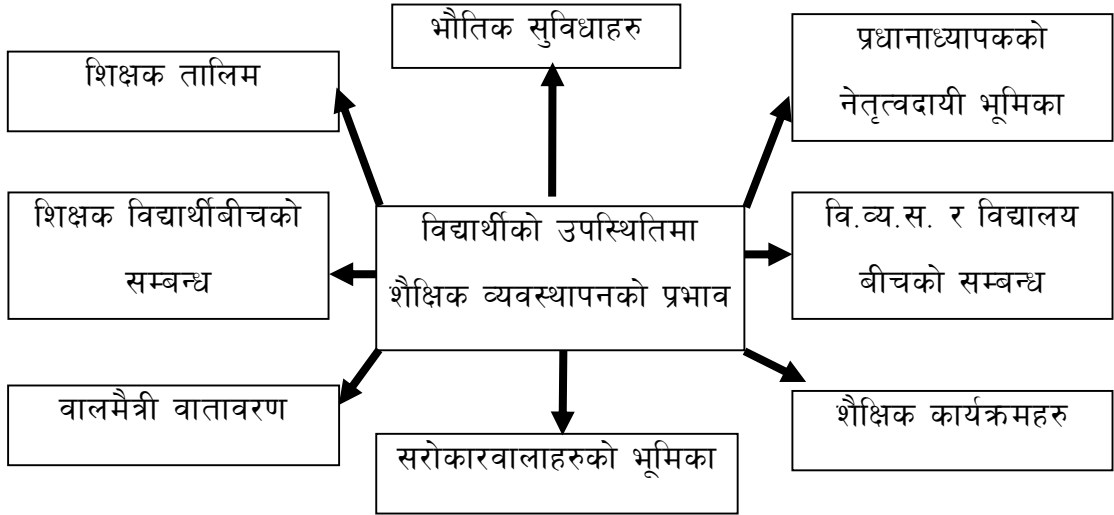 भौतिक सुविधाहरु
प्रधानाध्यापकको
नेतृत्वदायी भूमिका
शिक्षक तालिम
शिक्षक विद्यार्थीबीचको
सम्बन्ध
विद्यार्थीको उपस्थितिमा
शैक्षिक व्यवस्थापनको प्रभाव
वि.व्य.स. र विद्यालय
बीचको सम्बन्ध
वालमैत्री वातावरण
सरोकारवालाहरुको भूमिका
शैक्षिक कार्यक्रमहरु